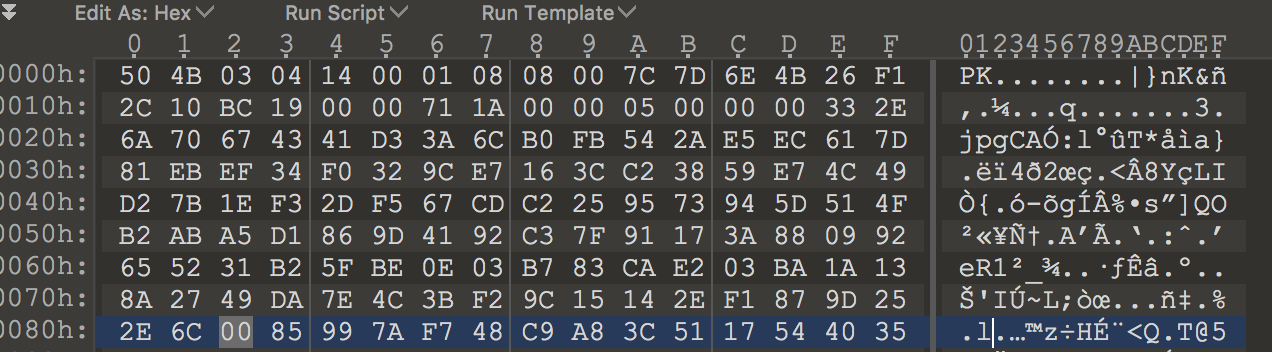 Edit As: Hex Run Script Run Template
0 1 2 3 4 5 6 7 8 9 A B C D E F 0123456789ABCDEF
0000h: 50 4B 03 04 14 00 01 08 08 00 7C 7D 6E 4B 26 F1 PK........|}nK&ñ
0010h: 2C 10 BC 19 00 00 71 1A 00 00 05 00 00 00 33 2E ,.¼...q.......3.
0020h: 6A 70 67 43 41 D3 3A 6C B0 FB 54 2A E5 EC 61 7D jpgCAÓ:l°ûT*åìa}
0030h: 81 EB EF 34 F0 32 9C E7 16 3C C2 38 59 E7 4C 49 .ëï4ð2œç.<Â8YçLI
0040h: D2 7B 1E F3 2D F5 67 CD C2 25 95 73 94 5D 51 4F Ò{.ó-õgÍÂ%•s”]QO
0050h: B2 AB A5 D1 86 9D 41 92 C3 7F 91 17 3A 88 09 92 ²«¥Ñ†.A’Ã.‘.:ˆ.’
0060h: 65 52 31 B2 5F BE 0E 03 B7 83 CA E2 03 BA 1A 13 eR1²_¾..·ƒÊâ.º..
0070h: 8A 27 49 DA 7E 4C 3B F2 9C 15 14 2E F1 87 9D 25 Š'IÚ~L;òœ...ñ‡.%
0080h: 2E 6C 00 85 99 7A F7 48 C9 A8 3C 51 17 54 40 35 .l.…™z÷HÉ¨<Q.T@5